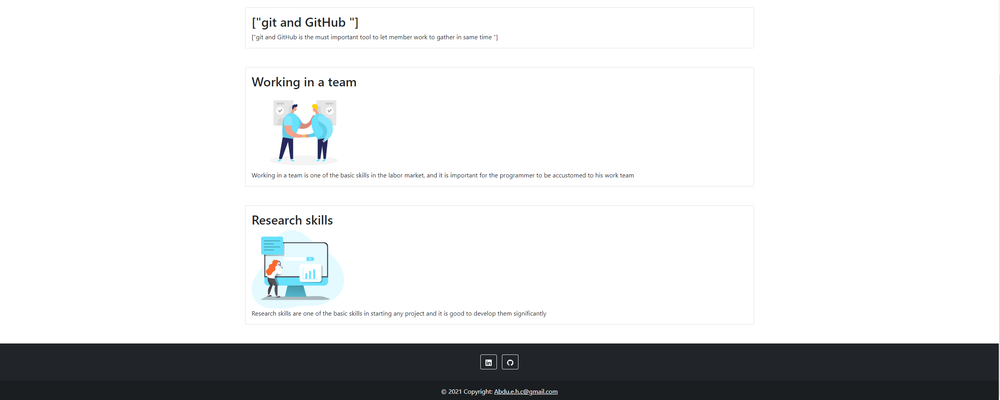 ["git and GitHub "]
["git and GitHub is the must important tool to let member work to gather in same time "]
Working in a team
Working in a team is one of the basic skills in the labor market, and it is important for the programmer to be accustomed to his work team
Research skills
Research skills are one of the basic skills in starting any project and it is good to develop them significantly
© 2021 Copyright: Abdu.e.h.c@gmail.com